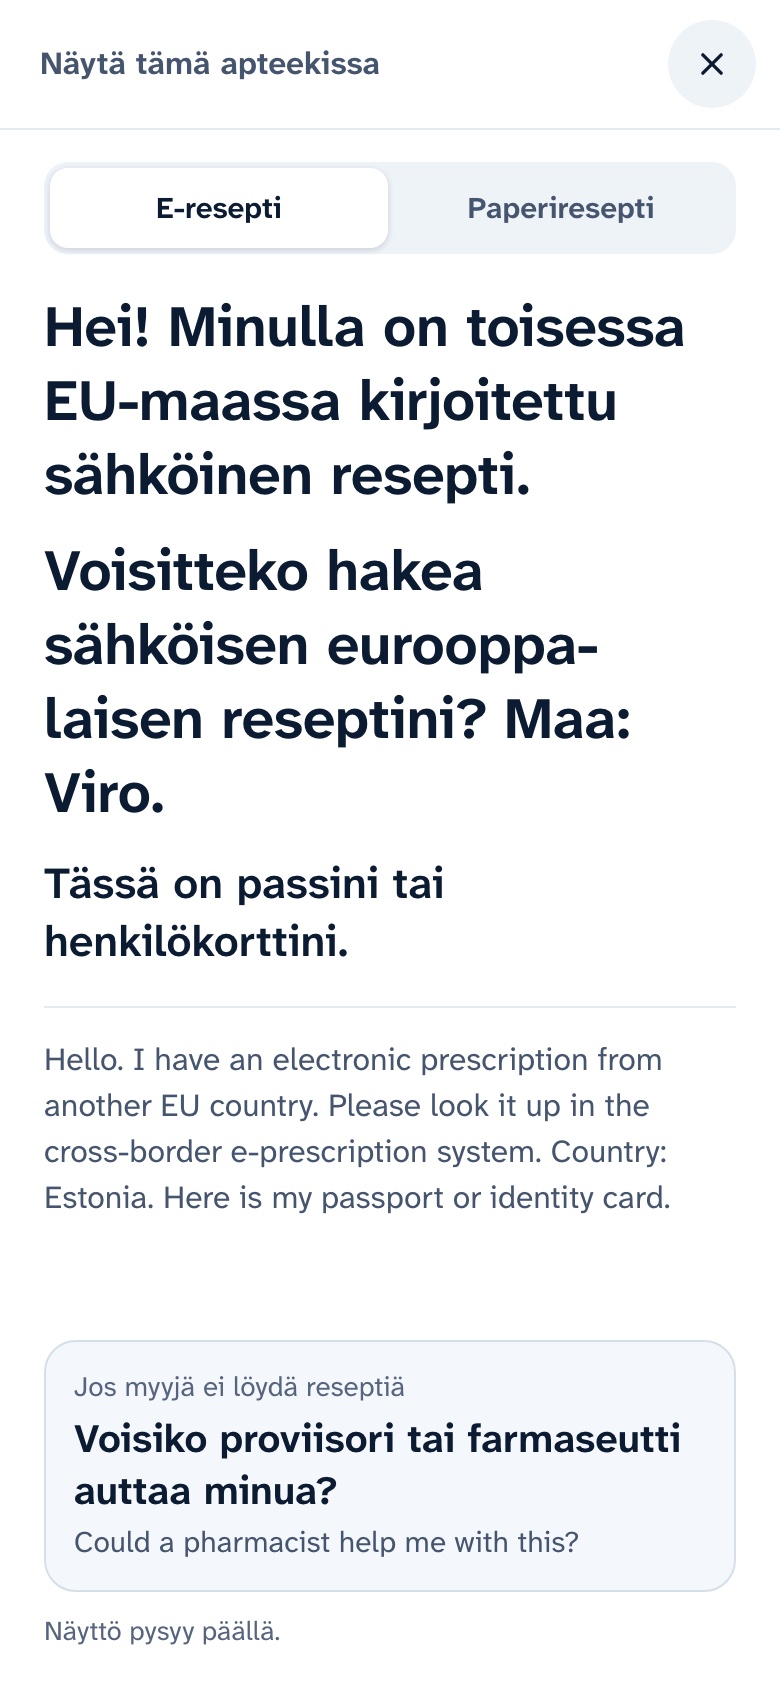 Näytä tämä apteekissa
E-resepti
Paperiresepti
Hei! Minulla on toisessa
EU-maassa kirjoitettu
sähköinen resepti.
Voisitteko hakea
sähköisen eurooppa-
laisen reseptini? Maa:
Viro.
Tässä on passini tai
henkilökorttini.
Hello. I have an electronic prescription from
another EU country. Please look it up in the
cross-border e-prescription system. Country:
Estonia. Here is my passport or identity card.
Jos myyjä ei löydä reseptiä
Voisiko proviisori tai farmaseutti
auttaa minua?
Could a pharmacist help me with this?
Näyttö pysyy päällä.